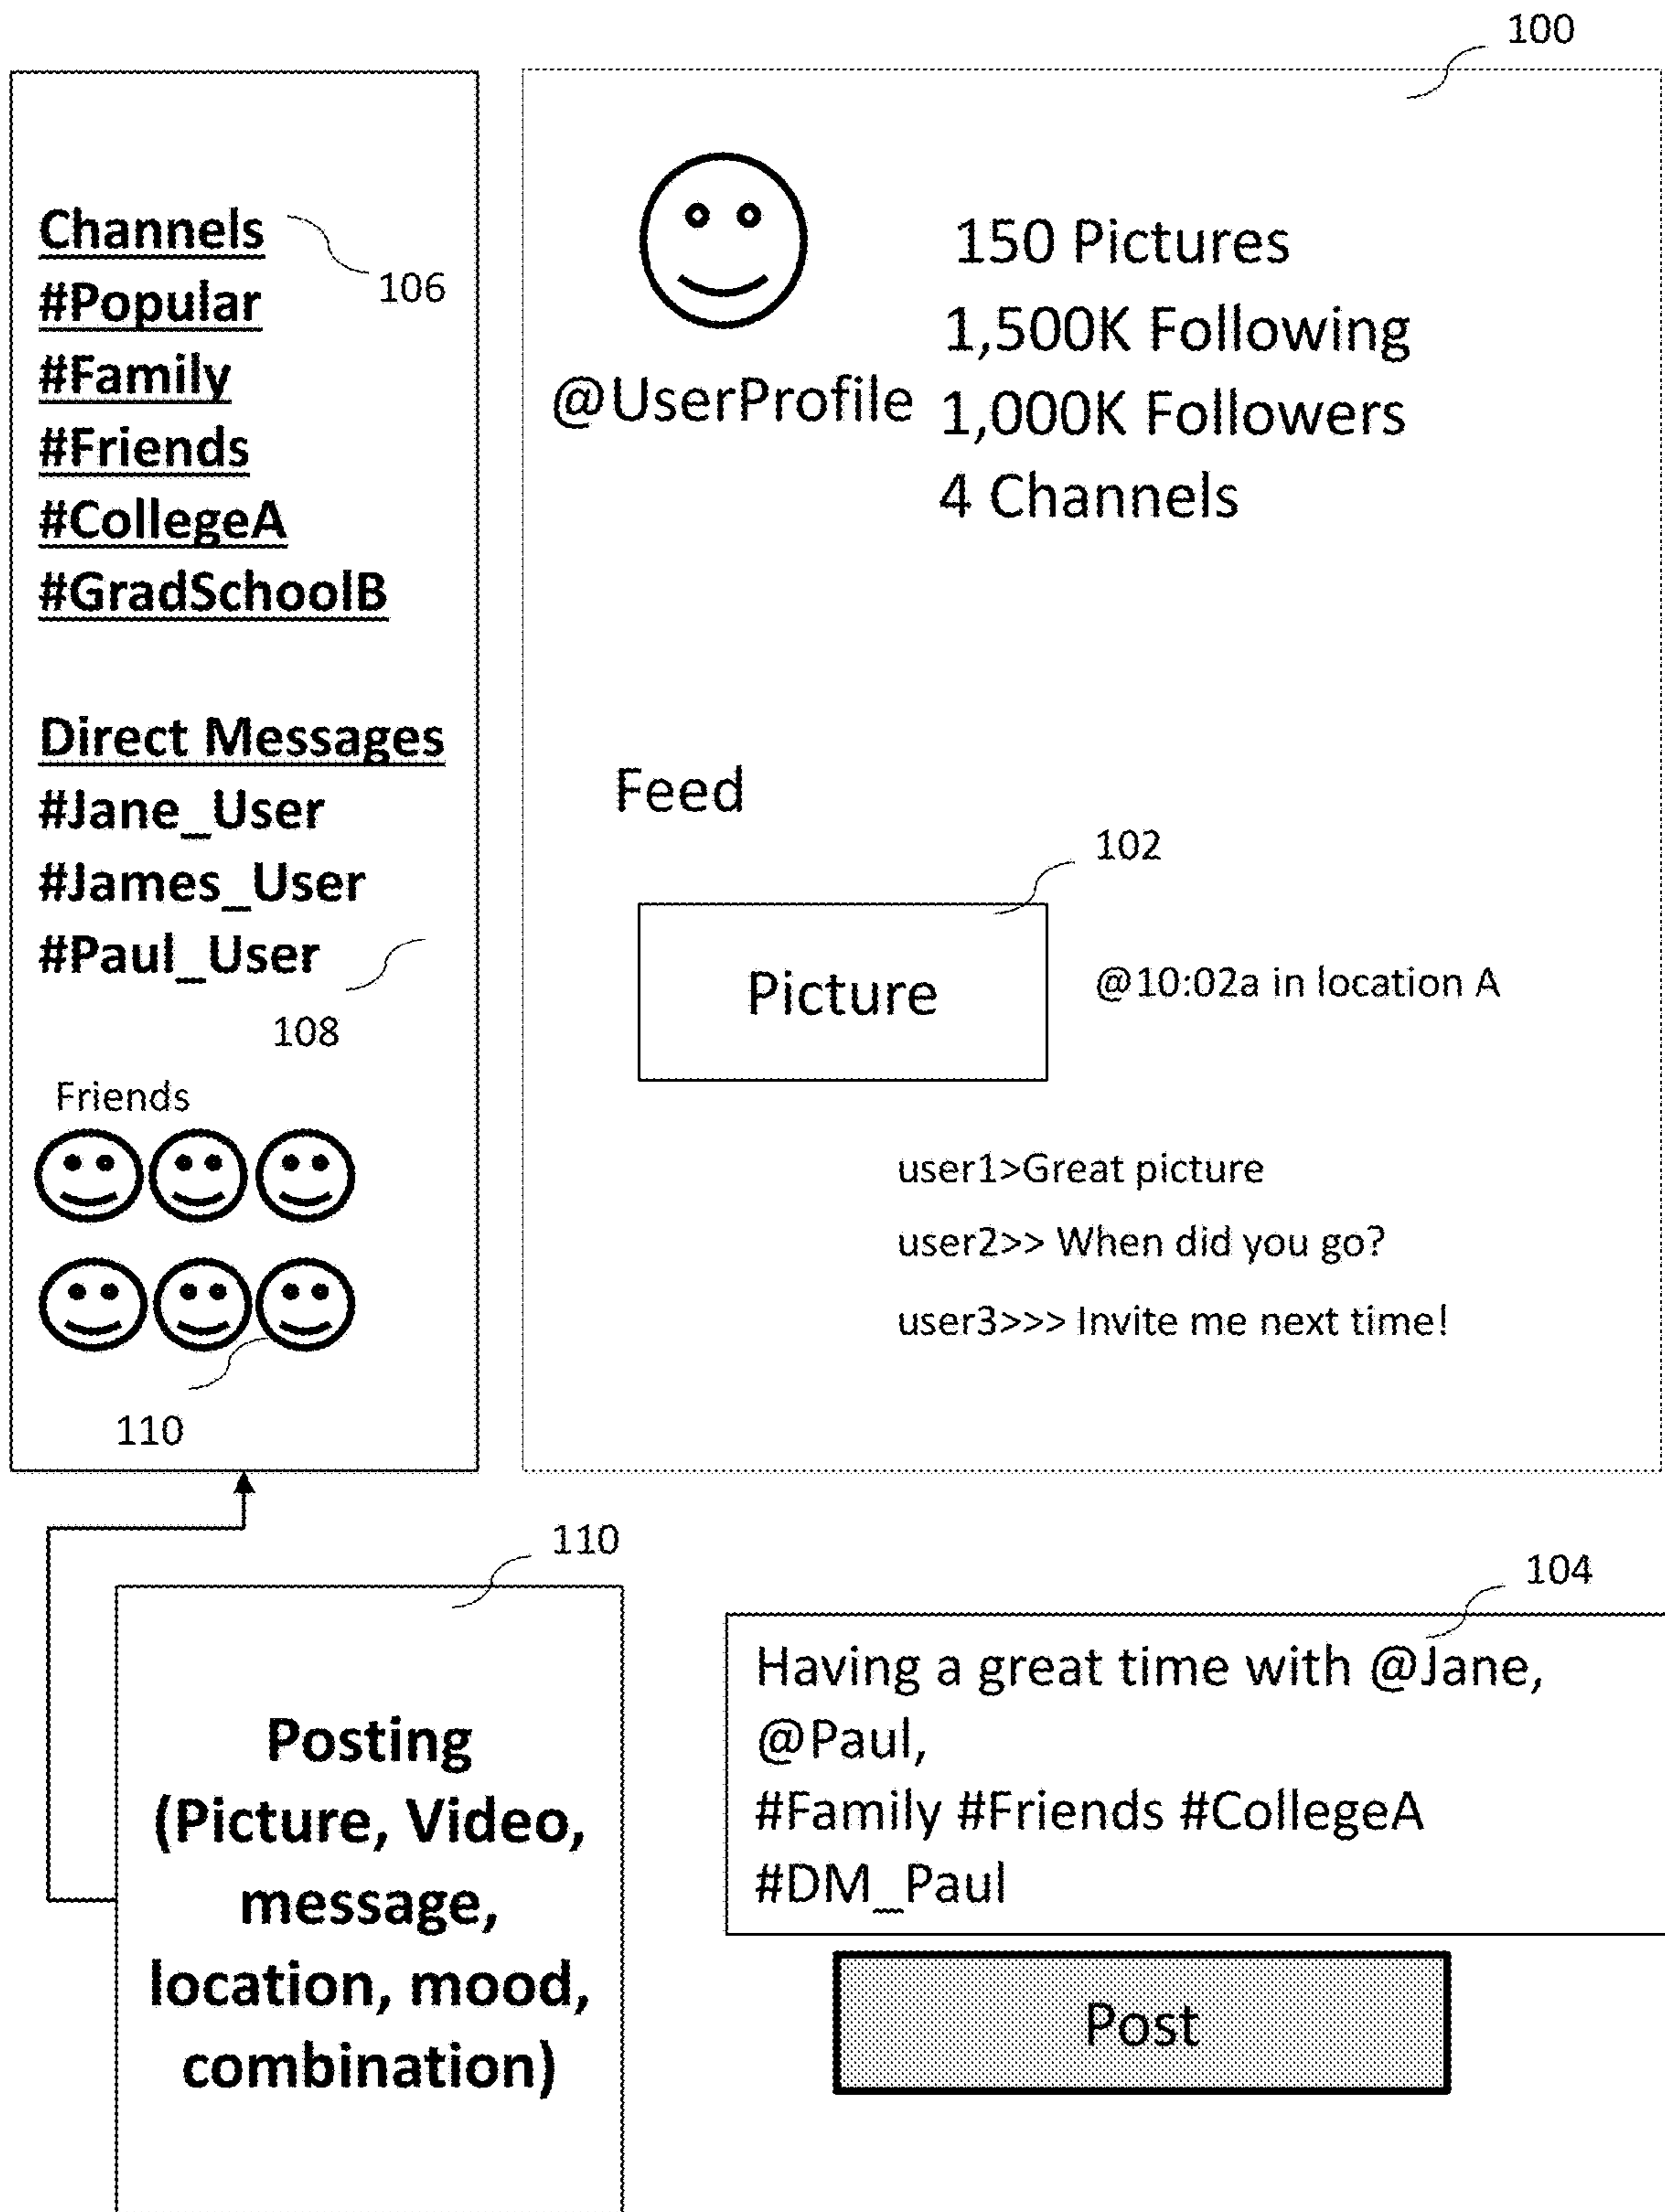 100
Channels
106
#Popular
#Family
#Friends
#CollegeA
#GradSchoolB
Direct Messages
#Jane_User
#James_User
#Paul_User
108
Friends
110
@UserProfile
150 Pictures
1,500K Following
1,000K Followers
4 Channels
Feed
102
Picture
@10:02a in location A
user1>Great picture
user2>> When did you go?
user3>>> Invite me next time!
110
Posting
(Picture, Video,
message,
location, mood,
combination)
104
Having a great time with @Jane,
@Paul,
#Family #Friends #CollegeA
#DM_Paul
Post